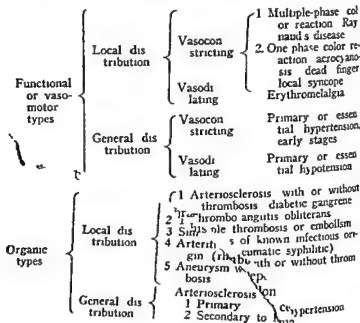 1 Multiple-phase col
or reaction Ray
naud s disease
2. One phase color re-
action acrocyano-
sis dead finger
local syncope
Erythromelalgia
Vasocon
stricting
Vasodi
lating
Local dis
tribution
Functional
or vaso-
motor
types
General dis
tribution
Vasocon
stricting
Primary or essen
tial hypertension,
early stages
Vasodi
lating
Primary or essen
tial hypotension
Organic
types
Local dis
tribution
1 Arteriosclerosis with or without
thrombosis diabetic gangrene
2 Thrombo angiitis obliterans
3 thrombosis or embolism
4 s of known infectious ori-
gin syphilitic)
5 Aneurysm or without throm
bosis
General dis
tribution
Arteriosclerosis
1 Primary
2 Secondary to hypertension